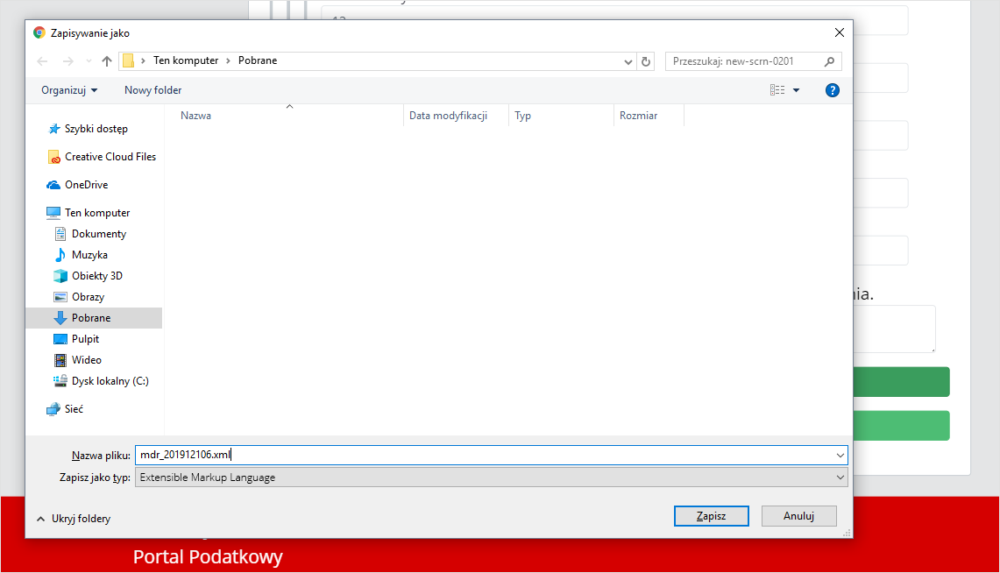 Zapisywanie jako
Ten komputer > Pobrane
Przeszukaj: new-scrn-0201
Organizuj
Nowy folder
?
Nazwa
Data modyfikacji
Typ
Rozmiar
Szybki dostęp
Creative Cloud Files
OneDrive
Ten komputer
Dokumenty
Muzyka
Obiekty 3D
Obrazy
Pobrane
Pulpit
Wideo
Dysk lokalny (C:)
Sieć
nia.
Nazwa pliku: mdr_201912106.xml
Zapisz jako typ: Extensible Markup Language
Ukryj foldery
Zapisz
Anuluj
Portal Podatkowy